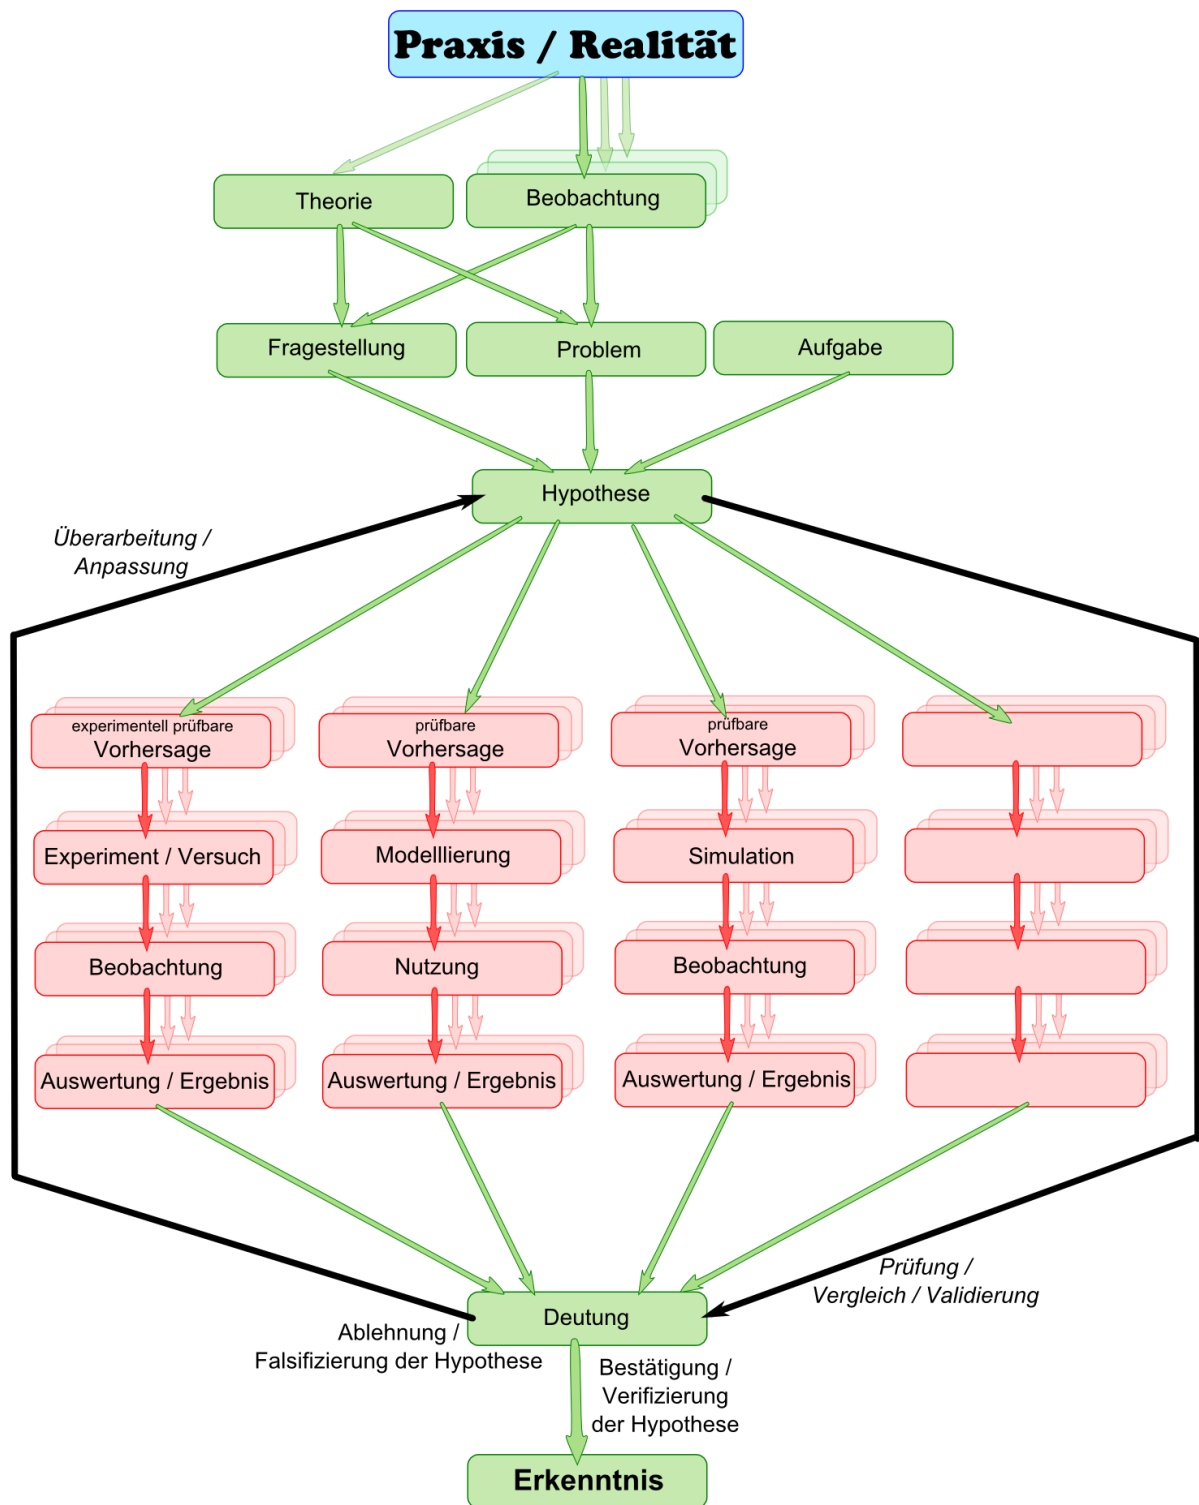 Praxis / Realität
Theorie
Beobachtung
Fragestellung
Problem
Aufgabe
Hypothese
Überarbeitung /
Anpassung
experimentell prüfbare
Vorhersage
prüfbare
Vorhersage
prüfbare
Vorhersage
Experiment / Versuch
Modelllierung
Simulation
Beobachtung
Nutzung
Beobachtung
Auswertung / Ergebnis
Auswertung / Ergebnis
Auswertung / Ergebnis
Prüfung /
Vergleich / Validierung
Deutung
Ablehnung /
Falsifizierung der Hypothese
Bestätigung /
Verifizierung
der Hypothese
Erkenntnis